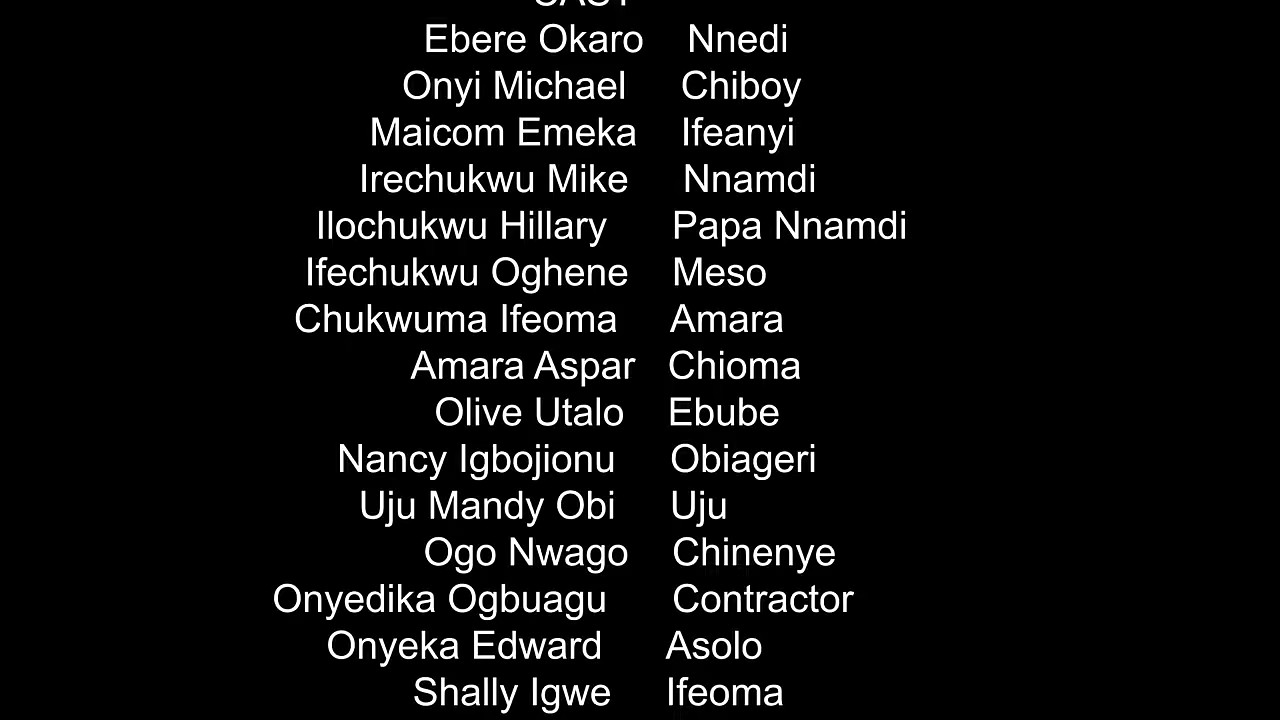 CAST
Ebere Okaro Nnedi
Onyi Michael Chiboy
Maicom Emeka Ifeanyi
Irechukwu Mike Nnamdi
Ilochukwu Hillary Papa Nnamdi
Ifechukwu Oghene Meso
Chukwuma Ifeoma Amara
Amara Aspar Chioma
Olive Utalo Ebube
Nancy Igbojionu Obiageri
Uju Mandy Obi Uju
Ogo Nwago Chinenye
Onyedika Ogbuagu Contractor
Onyeka Edward Asolo
Shally Igwe Ifeoma